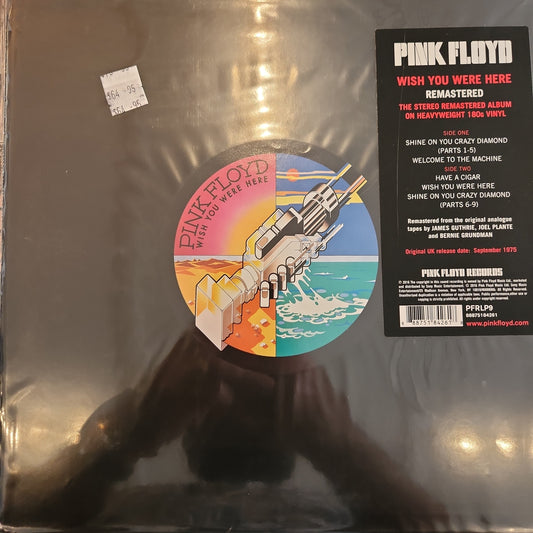 $64.95
PINK FLOYD
WISH YOU WERE HERE
PINK FLOYD
WISH YOU WERE HERE
REMASTERED
THE STEREO REMASTERED ALBUM
ON HEAVYWEIGHT 180g VINYL
SIDE ONE
SHINE ON YOU CRAZY DIAMOND
(PARTS 1-5)
WELCOME TO THE MACHINE
SIDE TWO
HAVE A CIGAR
WISH YOU WERE HERE
SHINE ON YOU CRAZY DIAMOND
(PARTS 6-9)
Remastered from the original analogue
tapes by JAMES GUTHRIE, JOEL PLANTE
and BERNIE GRUNDMAN
Original UK release date: September 1975
PINK FLOYD RECORDS
PFRLP9
88875184261
www.pinkfloyd.com